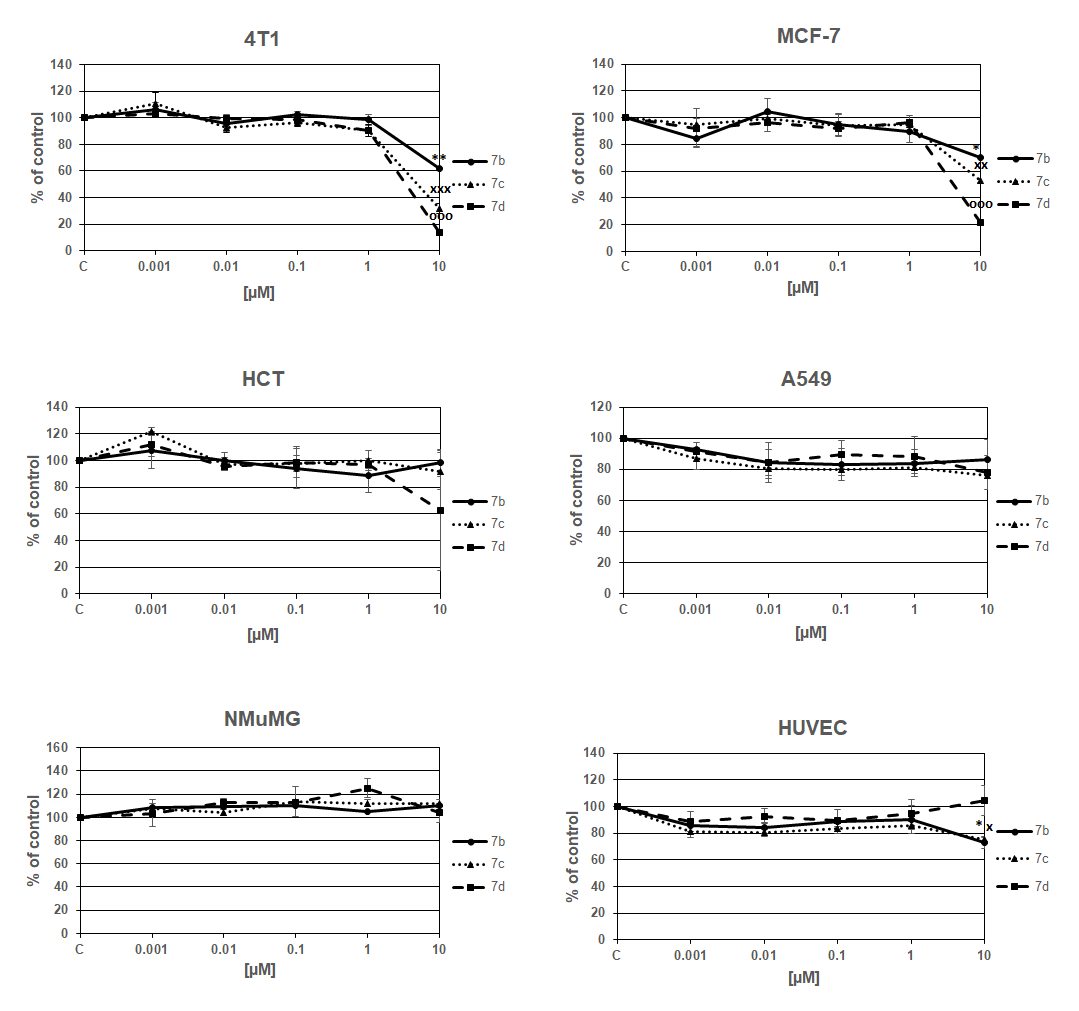 4T1
% of control
140
120
100
80
60
40
20
0
C 0.001 0.01 0.1 1 10
[µM]
**
xxx
ooo
7b
7c
7d
MCF-7
% of control
140
120
100
80
60
40
20
0
C 0.001 0.01 0.1 1 10
[µM]
*
xx
ooo
7b
7c
7d
HCT
% of control
140
120
100
80
60
40
20
0
C 0.001 0.01 0.1 1 10
[µM]
7b
7c
7d
A549
% of control
120
100
80
60
40
20
0
C 0.001 0.01 0.1 1 10
[µM]
7b
7c
7d
NMuMG
% of control
160
140
120
100
80
60
40
20
0
C 0.001 0.01 0.1 1 10
[µM]
7b
7c
7d
HUVEC
% of control
140
120
100
80
60
40
20
0
C 0.001 0.01 0.1 1 10
[µM]
* x
7b
7c
7d